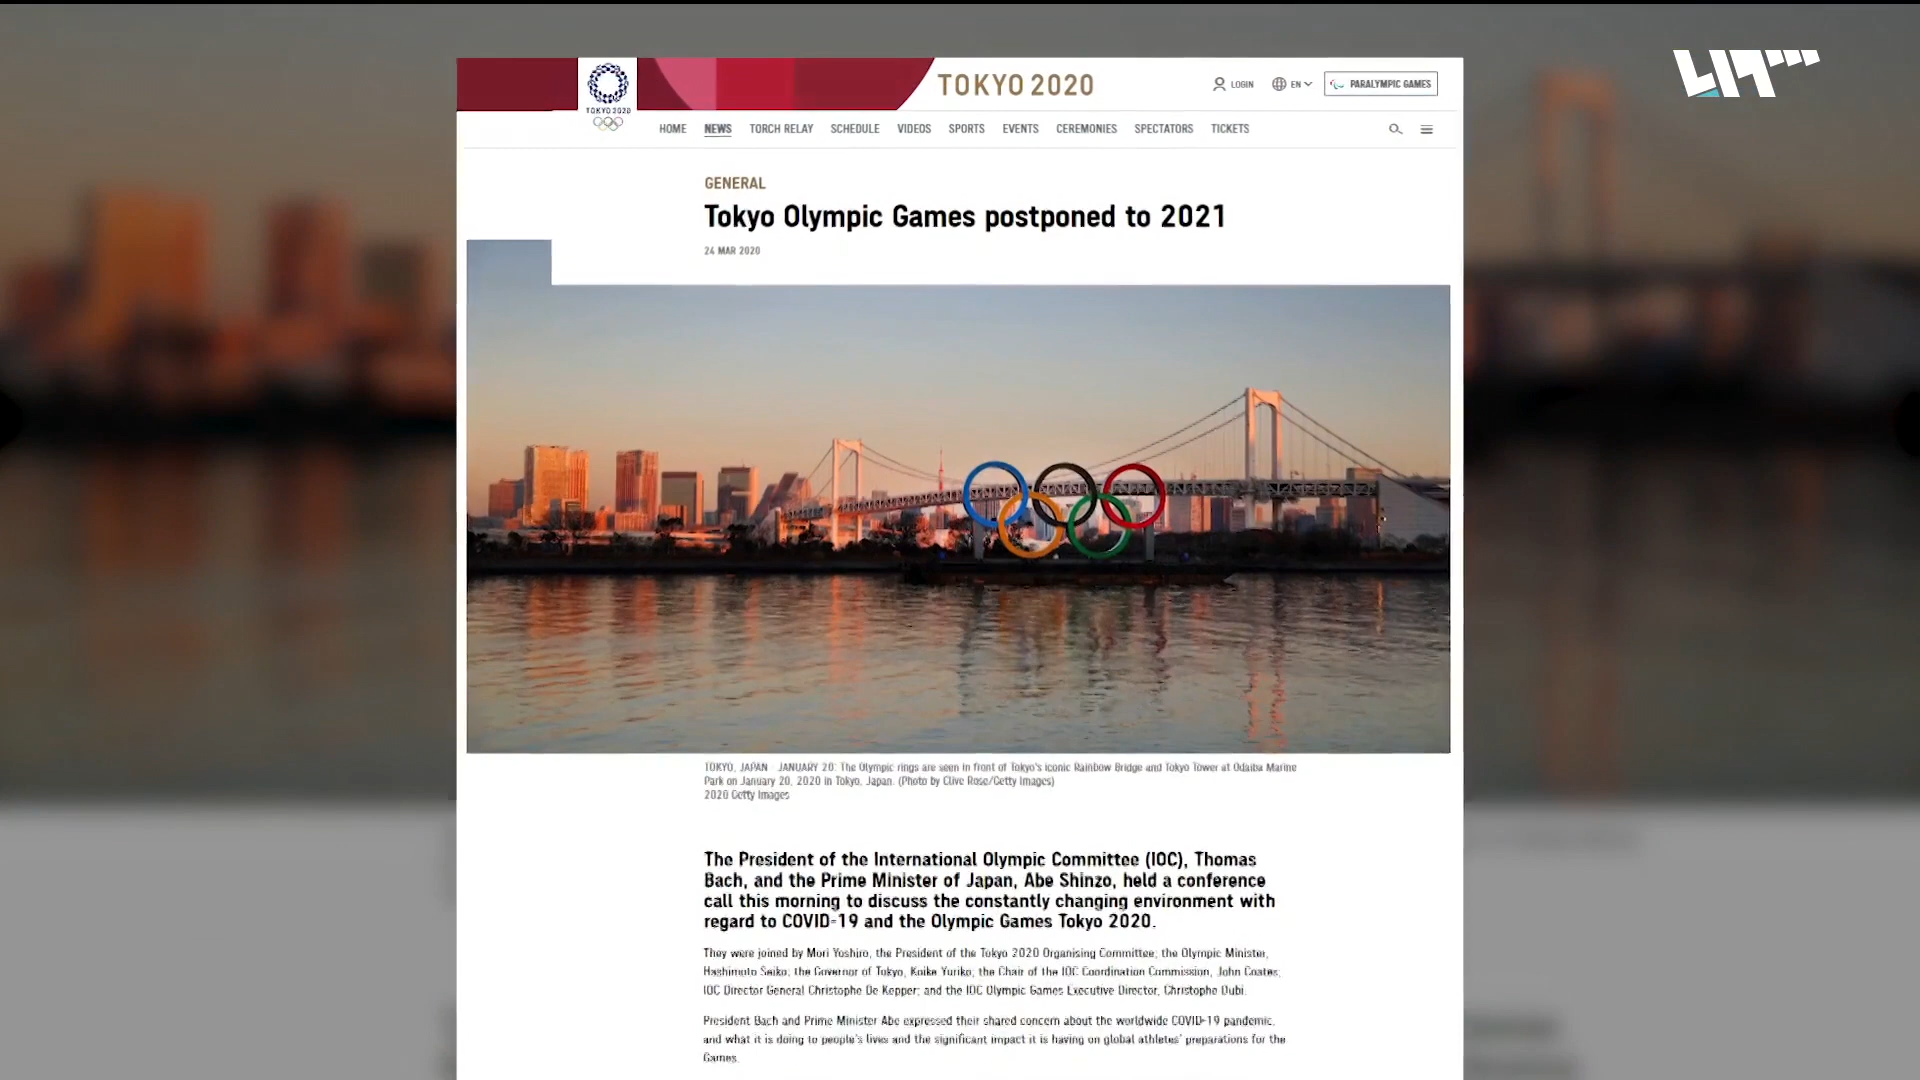 LIT
TOKYO 2020
LOGIN
EN
PARALYMPIC GAMES
TOKYO 2020
HOME NEWS TORCH RELAY SCHEDULE VIDEOS SPORTS EVENTS CEREMONIES SPECTATORS TICKETS
GENERAL
Tokyo Olympic Games postponed to 2021
24 MAR 2020
TOKYO, JAPAN - JANUARY 20: The Olympic rings are seen in front of Tokyo's iconic Rainbow Bridge and Tokyo Tower at Odaiba Marine
Park on January 20, 2020 in Tokyo, Japan. (Photo by Clive Rose/Getty Images)
2020 Getty Images
The President of the International Olympic Committee (IOC), Thomas
Bach, and the Prime Minister of Japan, Abe Shinzo, held a conference
call this morning to discuss the constantly changing environment with
regard to COVID-19 and the Olympic Games Tokyo 2020.
They were joined by Mori Yoshiro, the President of the Tokyo 2020 Organising Committee; the Olympic Minister,
Hashimoto Seiko; the Governor of Tokyo, Koike Yuriko; the Chair of the IOC Coordination Commission, John Coates;
IOC Director General Christophe De Kepper; and the IOC Olympic Games Executive Director, Christophe Dubi.
President Bach and Prime Minister Abe expressed their shared concern about the worldwide COVID-19 pandemic,
and what it is doing to people's lives and the significant impact it is having on global athletes' preparations for the
Games.